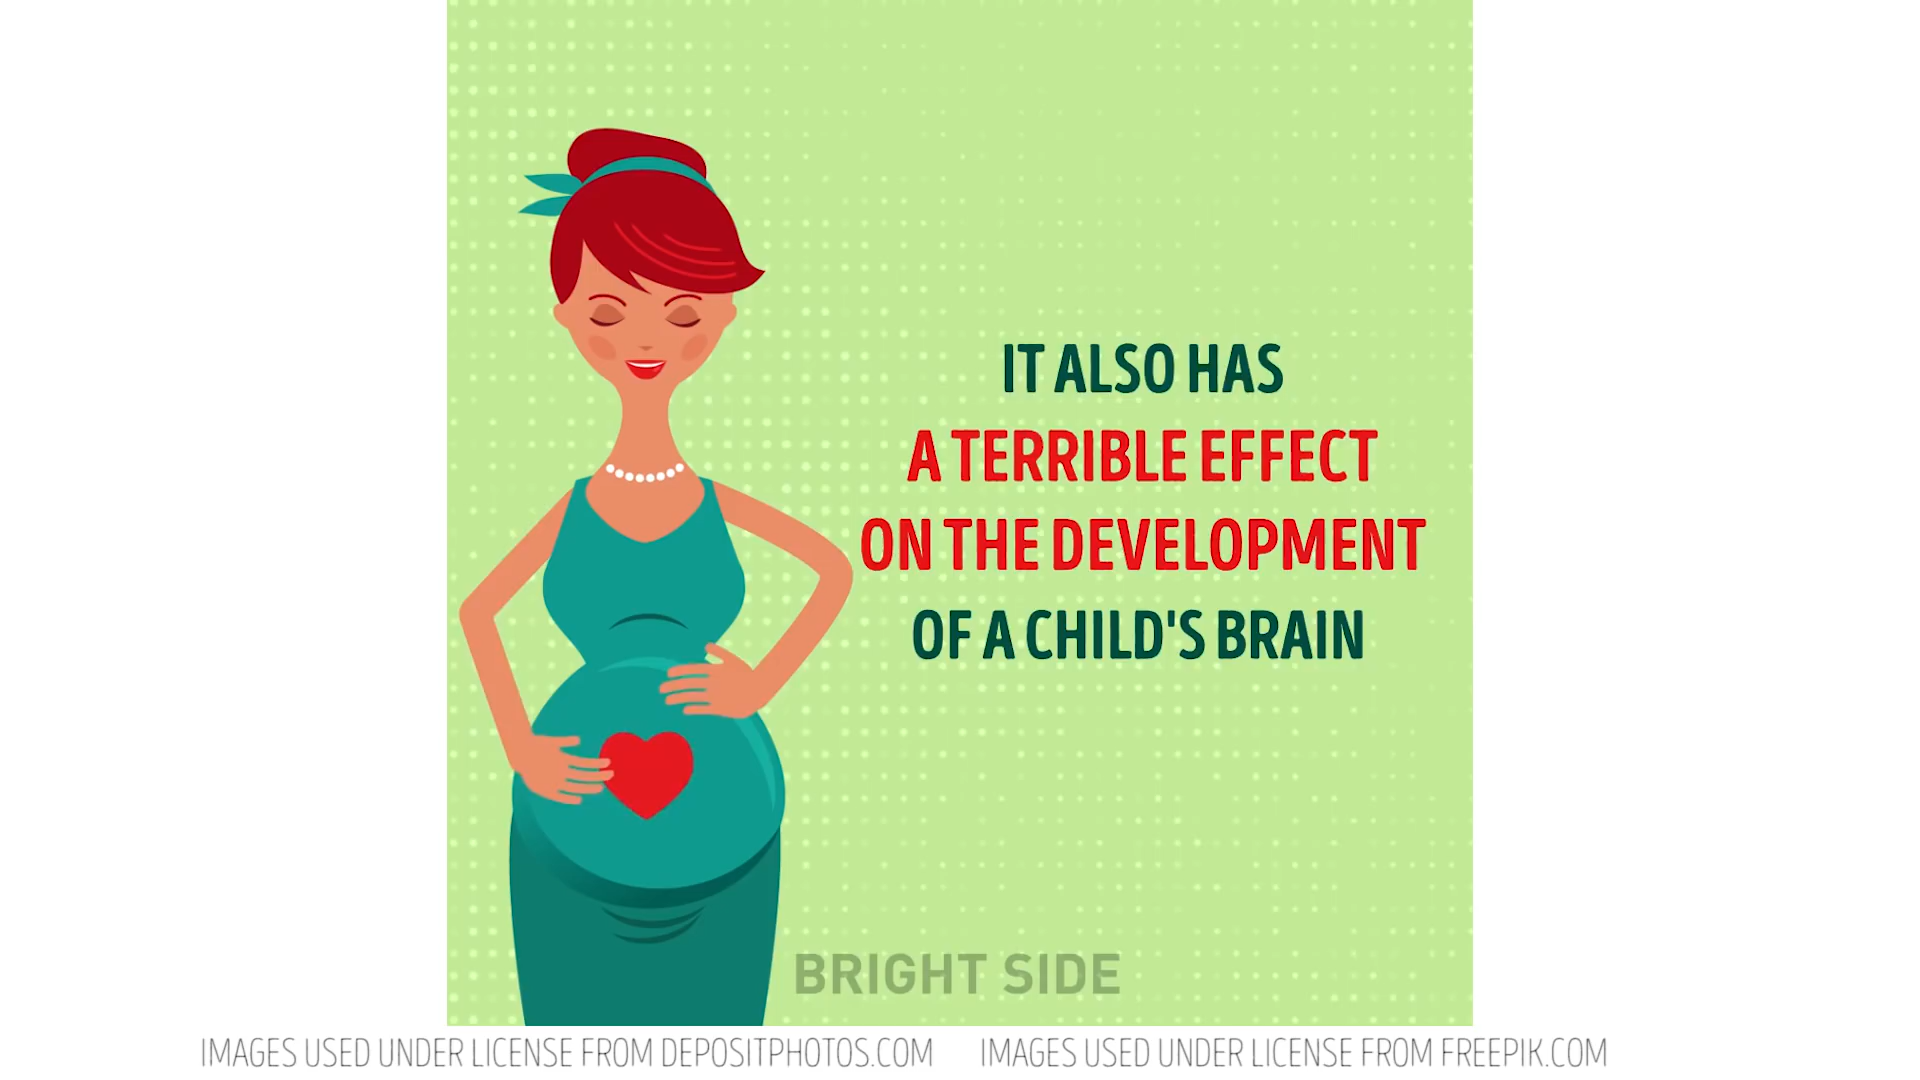 IT ALSO HAS
A TERRIBLE EFFECT
ON THE DEVELOPMENT
OF A CHILD'S BRAIN
BRIGHT SIDE
IMAGES USED UNDER LICENSE FROM DEPOSITPHOTOS.COM
IMAGES USED UNDER LICENSE FROM FREEPIK.COM